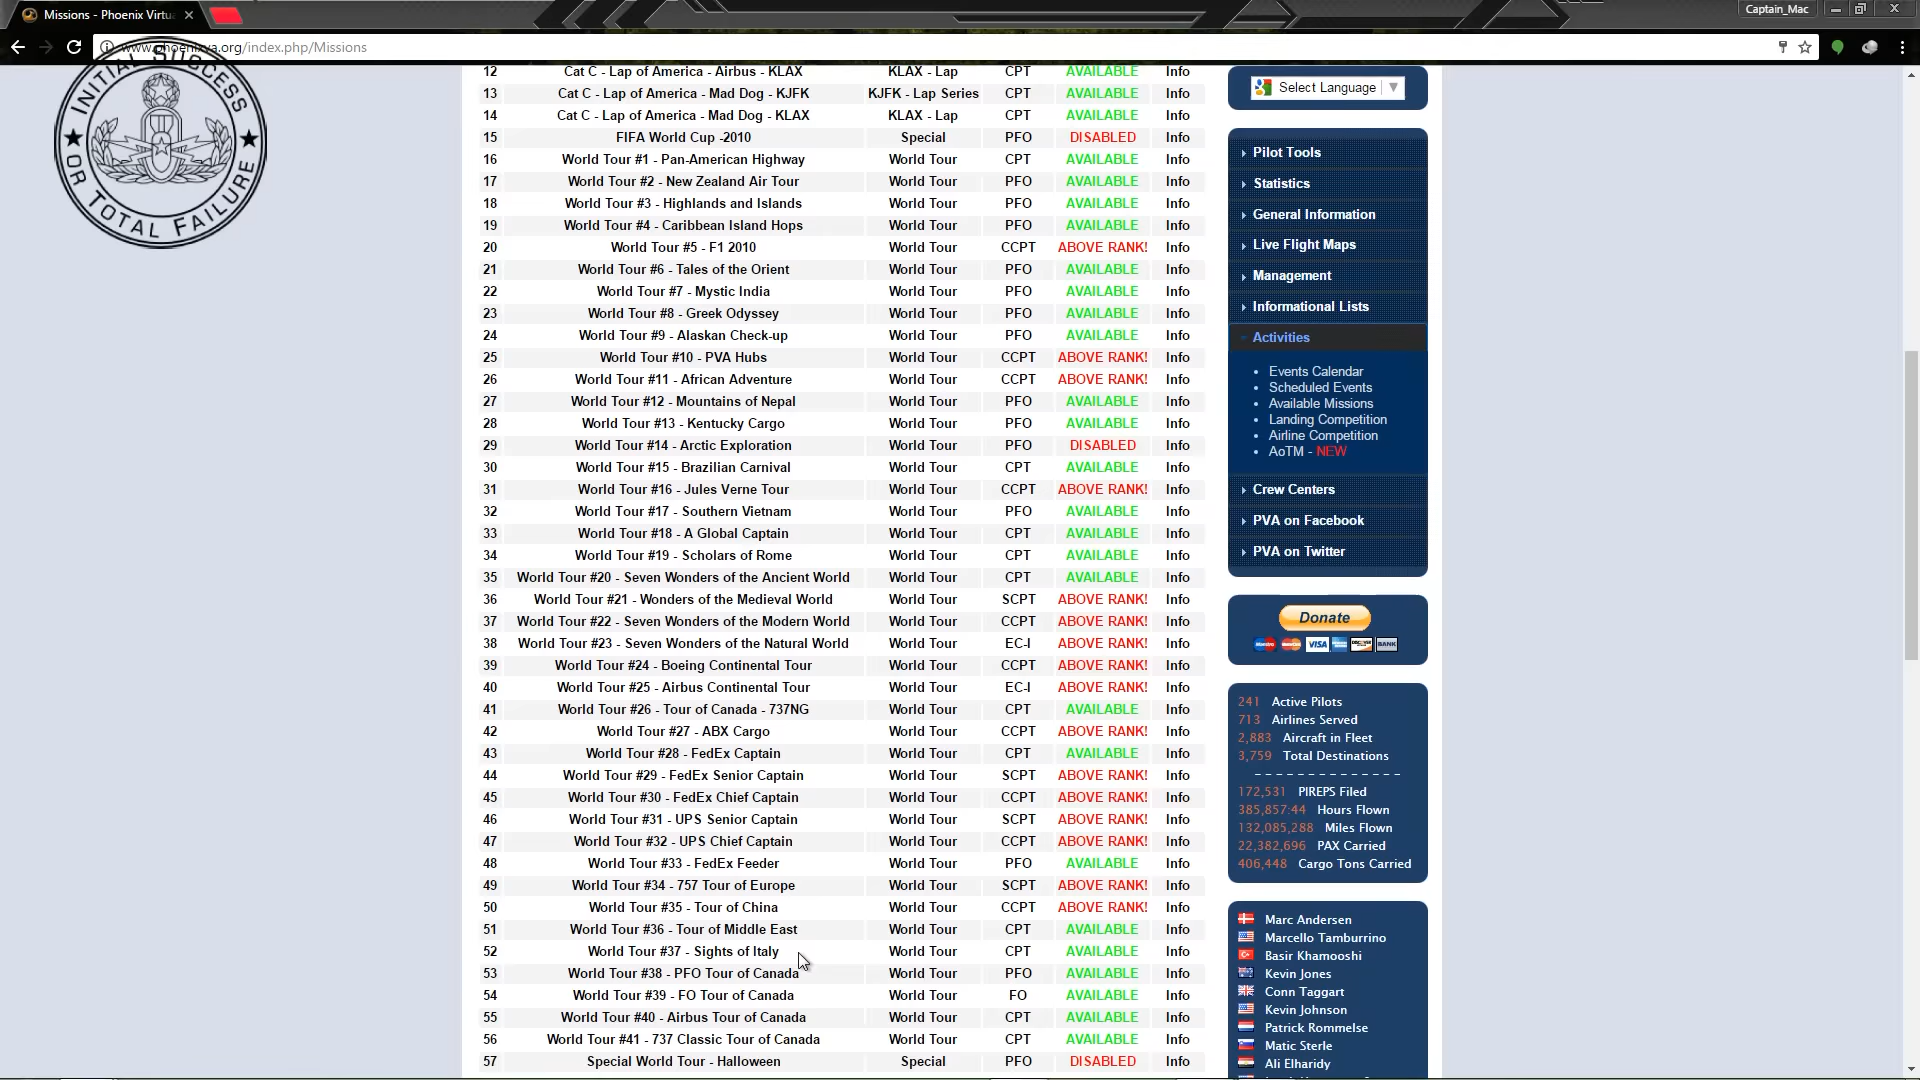 Missions - Phoenix Virtu
Captain_Mac
www.phoenixva.org/index.php/Missions
INITIAL SUCCESS
OR TOTAL FAILURE
12 Cat C - Lap of America - Airbus - KLAX KLAX - Lap CPT AVAILABLE Info
13 Cat C - Lap of America - Mad Dog - KJFK KJFK - Lap Series CPT AVAILABLE Info
14 Cat C - Lap of America - Mad Dog - KLAX KLAX - Lap CPT AVAILABLE Info
15 FIFA World Cup -2010 Special PFO DISABLED Info
16 World Tour #1 - Pan-American Highway World Tour CPT AVAILABLE Info
17 World Tour #2 - New Zealand Air Tour World Tour PFO AVAILABLE Info
18 World Tour #3 - Highlands and Islands World Tour PFO AVAILABLE Info
19 World Tour #4 - Caribbean Island Hops World Tour PFO AVAILABLE Info
20 World Tour #5 - F1 2010 World Tour CCPT ABOVE RANK! Info
21 World Tour #6 - Tales of the Orient World Tour PFO AVAILABLE Info
22 World Tour #7 - Mystic India World Tour PFO AVAILABLE Info
23 World Tour #8 - Greek Odyssey World Tour PFO AVAILABLE Info
24 World Tour #9 - Alaskan Check-up World Tour PFO AVAILABLE Info
25 World Tour #10 - PVA Hubs World Tour CCPT ABOVE RANK! Info
26 World Tour #11 - African Adventure World Tour CCPT ABOVE RANK! Info
27 World Tour #12 - Mountains of Nepal World Tour PFO AVAILABLE Info
28 World Tour #13 - Kentucky Cargo World Tour PFO AVAILABLE Info
29 World Tour #14 - Arctic Exploration World Tour PFO DISABLED Info
30 World Tour #15 - Brazilian Carnival World Tour CPT AVAILABLE Info
31 World Tour #16 - Jules Verne Tour World Tour CCPT ABOVE RANK! Info
32 World Tour #17 - Southern Vietnam World Tour PFO AVAILABLE Info
33 World Tour #18 - A Global Captain World Tour CPT AVAILABLE Info
34 World Tour #19 - Scholars of Rome World Tour CPT AVAILABLE Info
35 World Tour #20 - Seven Wonders of the Ancient World World Tour CPT AVAILABLE Info
36 World Tour #21 - Wonders of the Medieval World World Tour SCPT ABOVE RANK! Info
37 World Tour #22 - Seven Wonders of the Modern World World Tour CCPT ABOVE RANK! Info
38 World Tour #23 - Seven Wonders of the Natural World World Tour EC-I ABOVE RANK! Info
39 World Tour #24 - Boeing Continental Tour World Tour CCPT ABOVE RANK! Info
40 World Tour #25 - Airbus Continental Tour World Tour EC-I ABOVE RANK! Info
41 World Tour #26 - Tour of Canada - 737NG World Tour CPT AVAILABLE Info
42 World Tour #27 - ABX Cargo World Tour CCPT ABOVE RANK! Info
43 World Tour #28 - FedEx Captain World Tour CPT AVAILABLE Info
44 World Tour #29 - FedEx Senior Captain World Tour SCPT ABOVE RANK! Info
45 World Tour #30 - FedEx Chief Captain World Tour CCPT ABOVE RANK! Info
46 World Tour #31 - UPS Senior Captain World Tour SCPT ABOVE RANK! Info
47 World Tour #32 - UPS Chief Captain World Tour CCPT ABOVE RANK! Info
48 World Tour #33 - FedEx Feeder World Tour PFO AVAILABLE Info
49 World Tour #34 - 757 Tour of Europe World Tour SCPT ABOVE RANK! Info
50 World Tour #35 - Tour of China World Tour CCPT ABOVE RANK! Info
51 World Tour #36 - Tour of Middle East World Tour CPT AVAILABLE Info
52 World Tour #37 - Sights of Italy World Tour CPT AVAILABLE Info
53 World Tour #38 - PFO Tour of Canada World Tour PFO AVAILABLE Info
54 World Tour #39 - FO Tour of Canada World Tour FO AVAILABLE Info
55 World Tour #40 - Airbus Tour of Canada World Tour CPT AVAILABLE Info
56 World Tour #41 - 737 Classic Tour of Canada World Tour CPT AVAILABLE Info
57 Special World Tour - Halloween Special PFO DISABLED Info
Select Language
Pilot Tools
Statistics
General Information
Live Flight Maps
Management
Informational Lists
Activities
Events Calendar
Scheduled Events
Available Missions
Landing Competition
Airline Competition
AoTM - NEW
Crew Centers
PVA on Facebook
PVA on Twitter
Donate
VISA
BANK
241 Active Pilots
713 Airlines Served
2,883 Aircraft in Fleet
3,759 Total Destinations
172,531 PIREPS Filed
385,857:44 Hours Flown
132,085,288 Miles Flown
22,382,696 PAX Carried
406,448 Cargo Tons Carried
Marc Andersen
Marcello Tamburrino
Basir Khamooshi
Kevin Jones
Conn Taggart
Kevin Johnson
Patrick Rommelse
Matic Sterle
Ali Elharidy